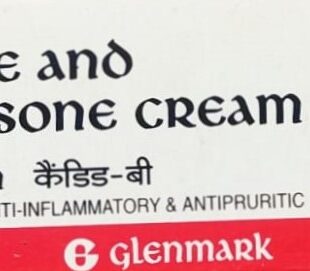 e and
sone cream
कैंडिड-बी
TI-INFLAMMATORY & ANTIPRURITIC
glenmark